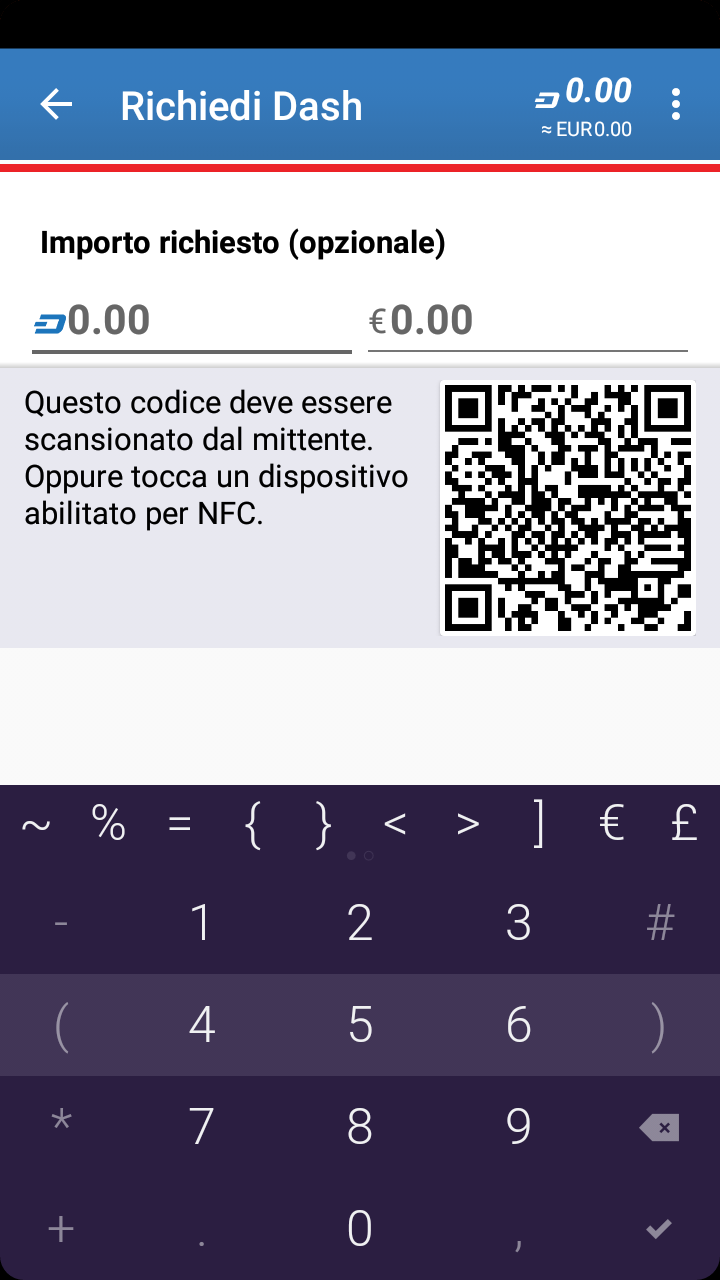 Richiedi Dash
0.00
≈ EUR0.00
Importo richiesto (opzionale)
0.00
€0.00
Questo codice deve essere
scansionato dal mittente.
Oppure tocca un dispositivo
abilitato per NFC.
~ % = { } < > ] € £
- 1 2 3 #
( 4 5 6 )
* 7 8 9
+ . 0 ,